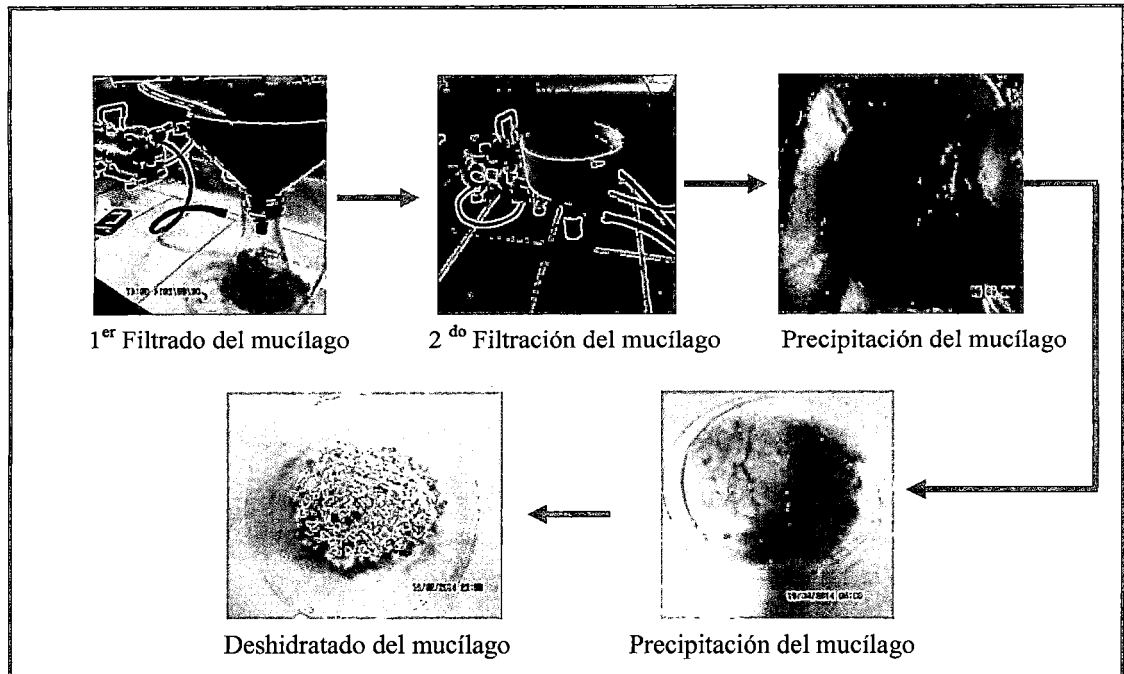 1er Filtrado del mucílago
2 do Filtración del mucílago
Precipitación del mucílago
Deshidratado del mucílago
Precipitación del mucílago